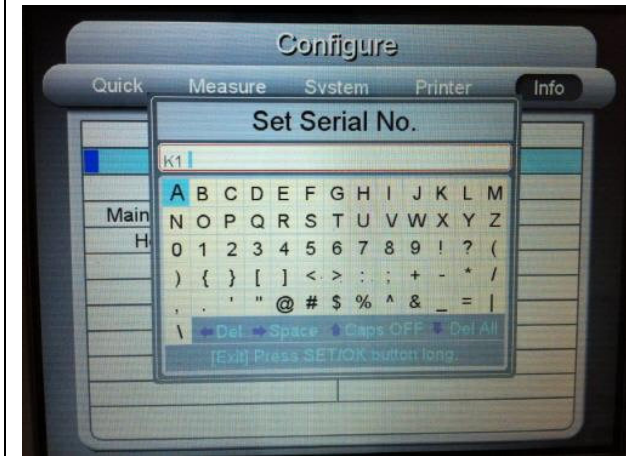 Configure
Quick Measure System Printer Info
Set Serial No.
K1
Main
A B C D E F G H I J K L M
N O P Q R S T U V W X Y Z
0 1 2 3 4 5 6 7 8 9 ! ? (
) { } [ ] < > : ; + - * /
, . ' " @ # $ % ^ & _ = |
\ Del Space Caps OFF Del All
[Exit] Press SET/OK button long.